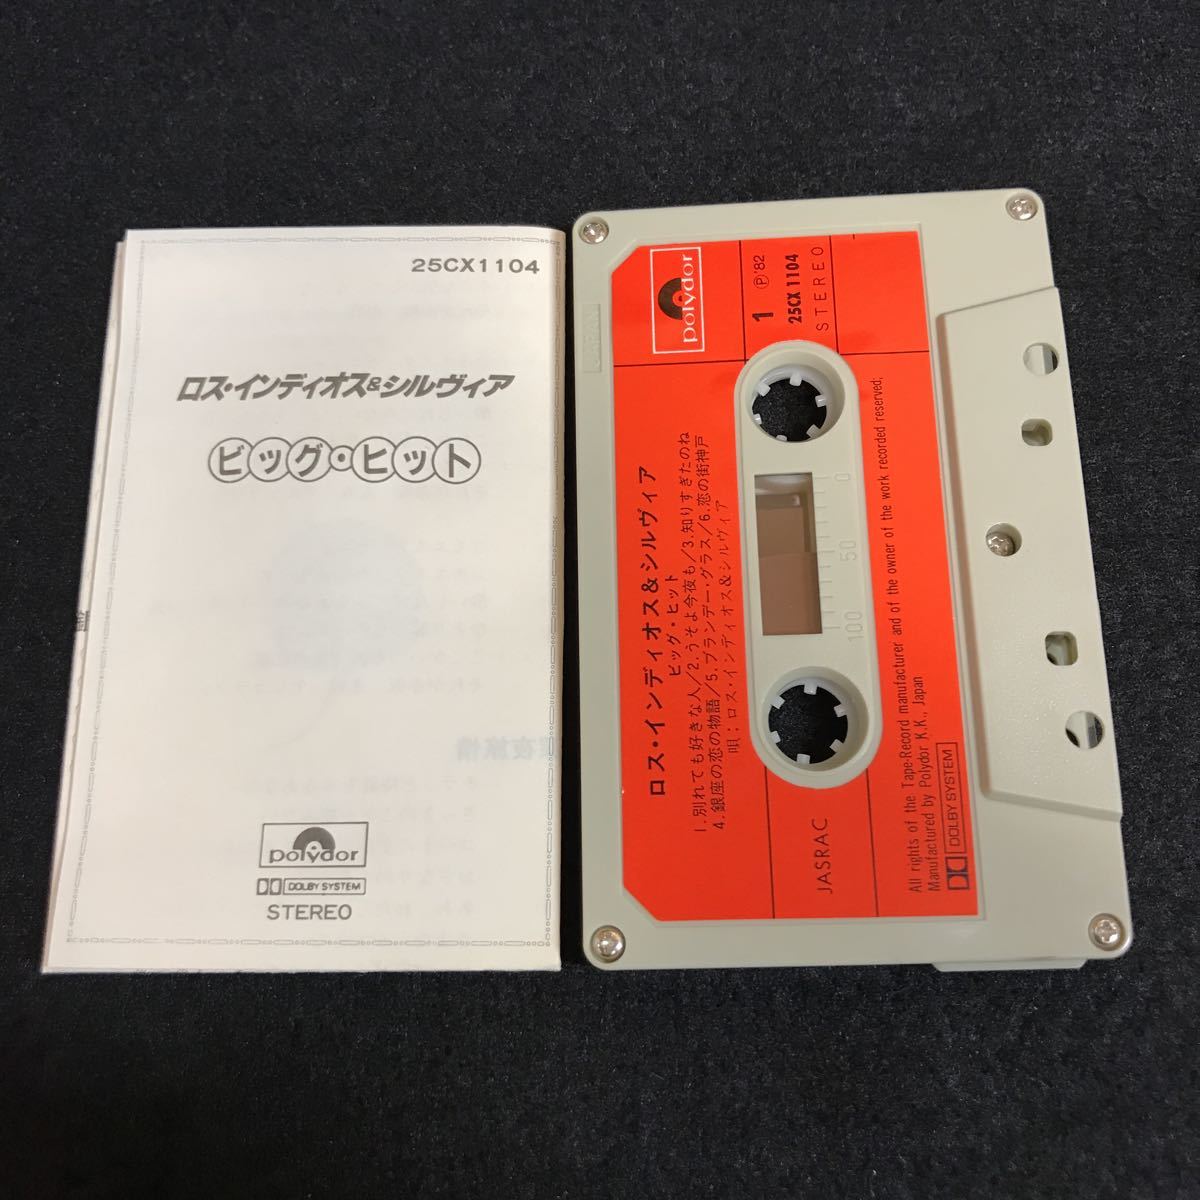 25CX1104
ロス・インディオス&シルヴィア
ビッグ・ヒット
polydor
DOLBY SYSTEM
STEREO
polydor
1
Ⓟ'82
25CX 1104
STEREO
ロス・インディオス&シルヴィア
ビッグ・ヒット
1.別れても好きな人/2.うそよ今夜も/3.知りすぎたのね
4.銀座の恋の物語/5.ブランデー・グラス/6.恋の街神戸
唄:ロス・インディオス&シルヴィア
0
50
100
JASRAC
All rights of the Tape-Record manufacturer and of the owner of the work recorded reserved;
Manufactured by Polydor K.K., Japan
DOLBY SYSTEM